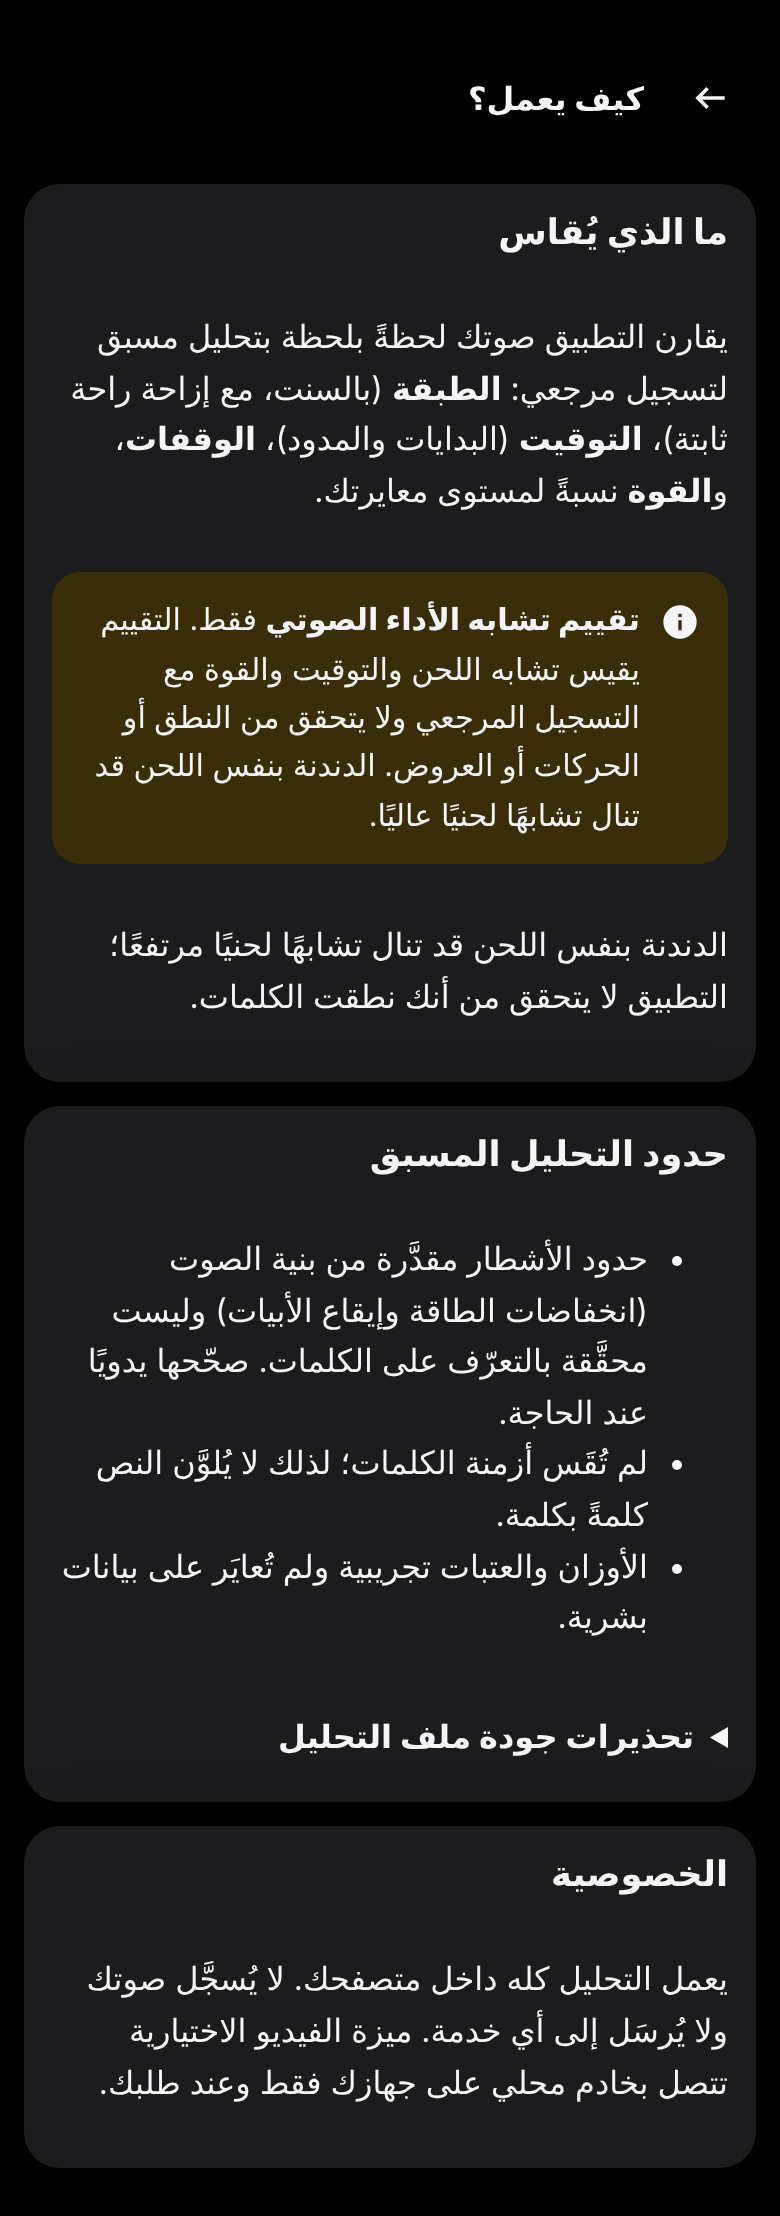 كيف يعمل؟
ما الذي يُقاس
يقارن التطبيق صوتك لحظةً بلحظة بتحليل مسبق
لتسجيل مرجعي: الطبقة (بالسنت، مع إزاحة راحة
ثابتة)، التوقيت (البدايات والمدود)، الوقفات،
والقوة نسبةً لمستوى معايرتك.
تقييم تشابه الأداء الصوتي فقط. التقييم
يقيس تشابه اللحن والتوقيت والقوة مع
التسجيل المرجعي ولا يتحقق من النطق أو
الحركات أو العروض. الدندنة بنفس اللحن قد
تنال تشابهًا لحنيًا عاليًا.
الدندنة بنفس اللحن قد تنال تشابهًا لحنيًا مرتفعًا؛
التطبيق لا يتحقق من أنك نطقت الكلمات.
حدود التحليل المسبق
• حدود الأشطار مقدَّرة من بنية الصوت
(انخفاضات الطاقة وإيقاع الأبيات) وليست
محقَّقة بالتعرّف على الكلمات. صحّحها يدويًا
عند الحاجة.
• لم تُقَس أزمنة الكلمات؛ لذلك لا يُلوَّن النص
كلمةً بكلمة.
• الأوزان والعتبات تجريبية ولم تُعايَر على بيانات
بشرية.
تحذيرات جودة ملف التحليل
الخصوصية
يعمل التحليل كله داخل متصفحك. لا يُسجَّل صوتك
ولا يُرسَل إلى أي خدمة. ميزة الفيديو الاختيارية
تتصل بخادم محلي على جهازك فقط وعند طلبك.